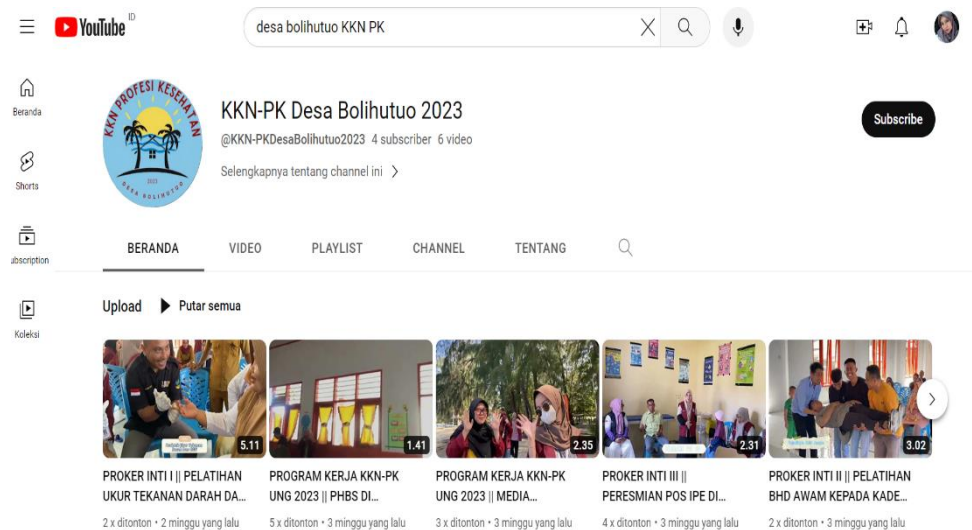 YouTube ID
desa bolihutuo KKN PK
Beranda
Shorts
ubscription
Koleksi
KKN PROFESI KESEHATAN
2023
DESA BOLIHUTUO
KKN-PK Desa Bolihutuo 2023
@KKN-PKDesaBolihutuo2023 4 subscriber 6 video
Selengkapnya tentang channel ini
Subscribe
BERANDA VIDEO PLAYLIST CHANNEL TENTANG
Upload Putar semua
5.11
1.41
2.35
2.31
3.02
PROKER INTI I || PELATIHAN
UKUR TEKANAN DARAH DA...
2 x ditonton • 2 minggu yang lalu
PROGRAM KERJA KKN-PK
UNG 2023 || PHBS DI...
5 x ditonton • 3 minggu yang lalu
PROGRAM KERJA KKN-PK
UNG 2023 || MEDIA...
3 x ditonton • 3 minggu yang lalu
PROKER INTI III ||
PERESMIAN POS IPE DI...
4 x ditonton • 3 minggu yang lalu
PROKER INTI II || PELATIHAN
BHD AWAM KEPADA KADE...
2 x ditonton • 3 minggu yang lalu